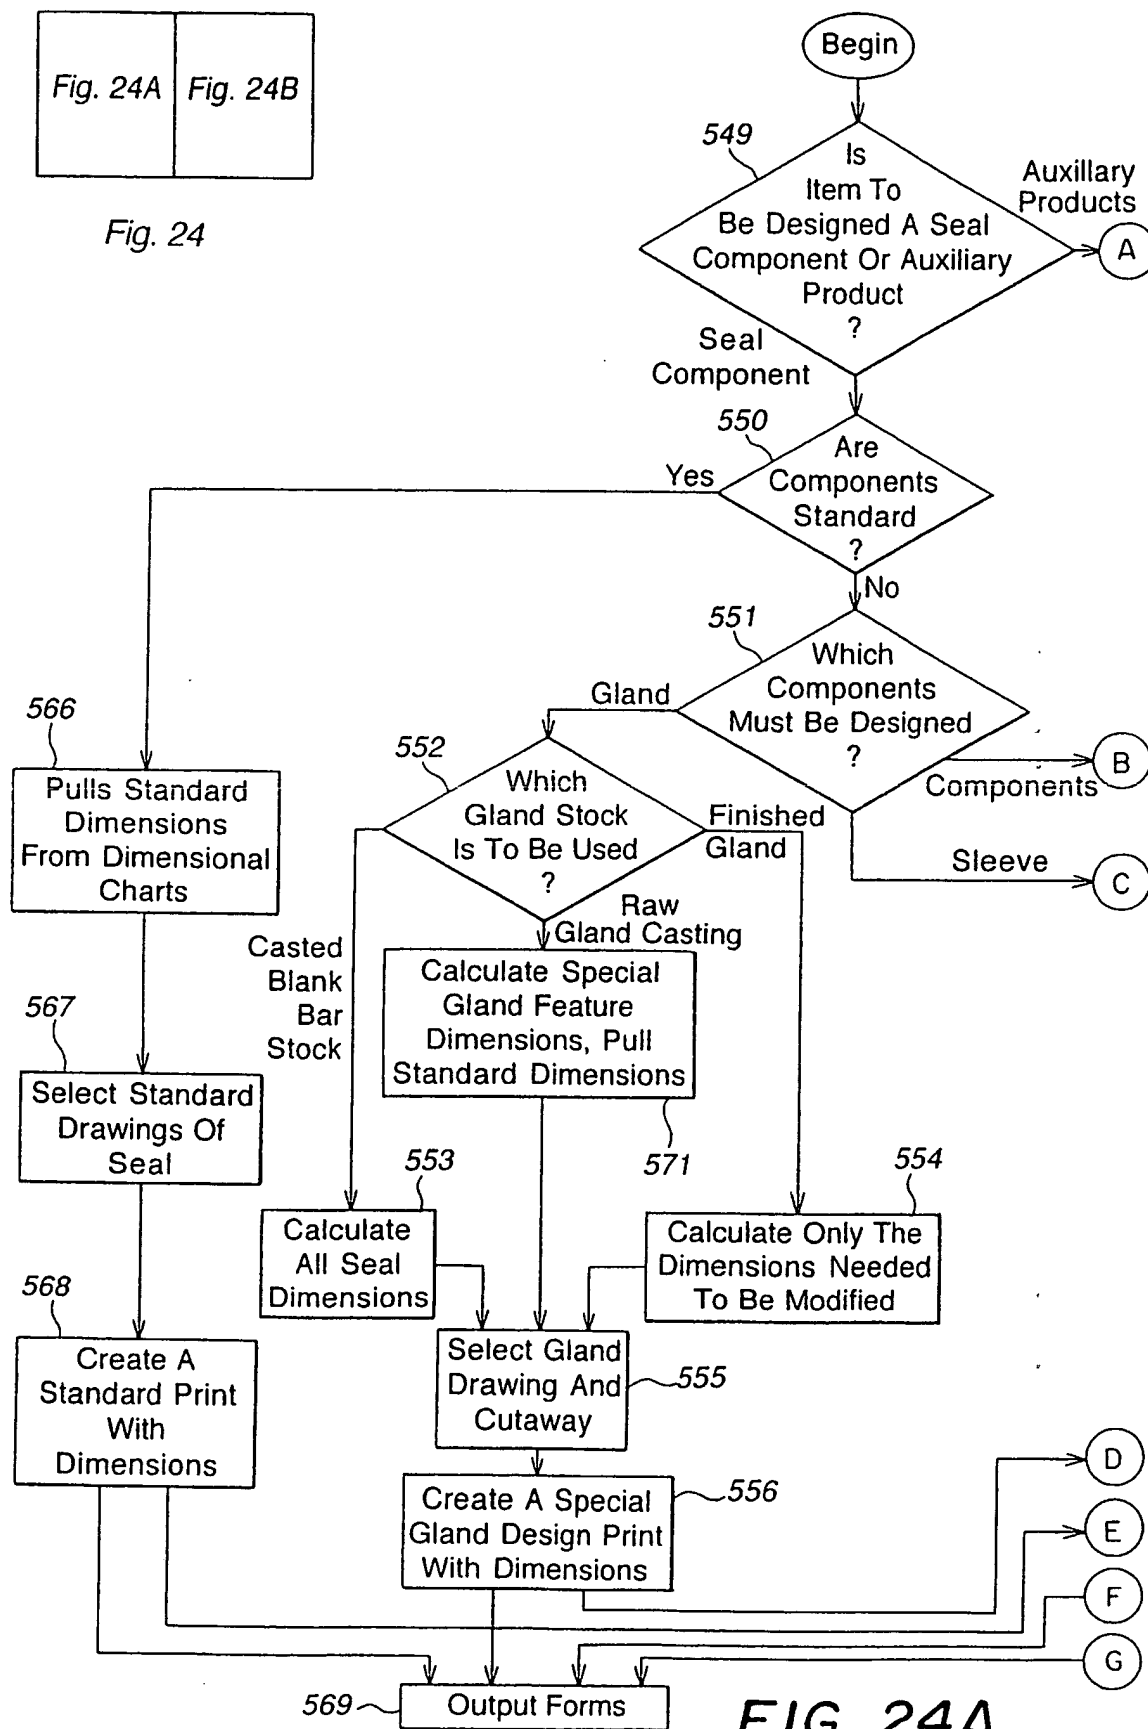 Fig. 24A
Fig. 24B
Fig. 24
Begin
549
Is
Item To
Be Designed A Seal
Component Or Auxiliary
Product
?
Auxillary
Products
A
Seal
Component
550
Are
Components
Standard
?
Yes
No
551
Which
Components
Must Be Designed
?
Gland
Components
B
Sleeve
C
566
Pulls Standard
Dimensions
From Dimensional
Charts
552
Which
Gland Stock
Is To Be Used
?
Finished
Gland
Raw
Gland Casting
Casted
Blank
Bar
Stock
Calculate Special
Gland Feature
Dimensions, Pull
Standard Dimensions
571
567
Select Standard
Drawings Of
Seal
553
Calculate
All Seal
Dimensions
554
Calculate Only The
Dimensions Needed
To Be Modified
568
Create A
Standard Print
With
Dimensions
Select Gland
Drawing And
Cutaway
555
Create A Special
Gland Design Print
With Dimensions
556
D
E
F
G
569
Output Forms
FIG. 24A